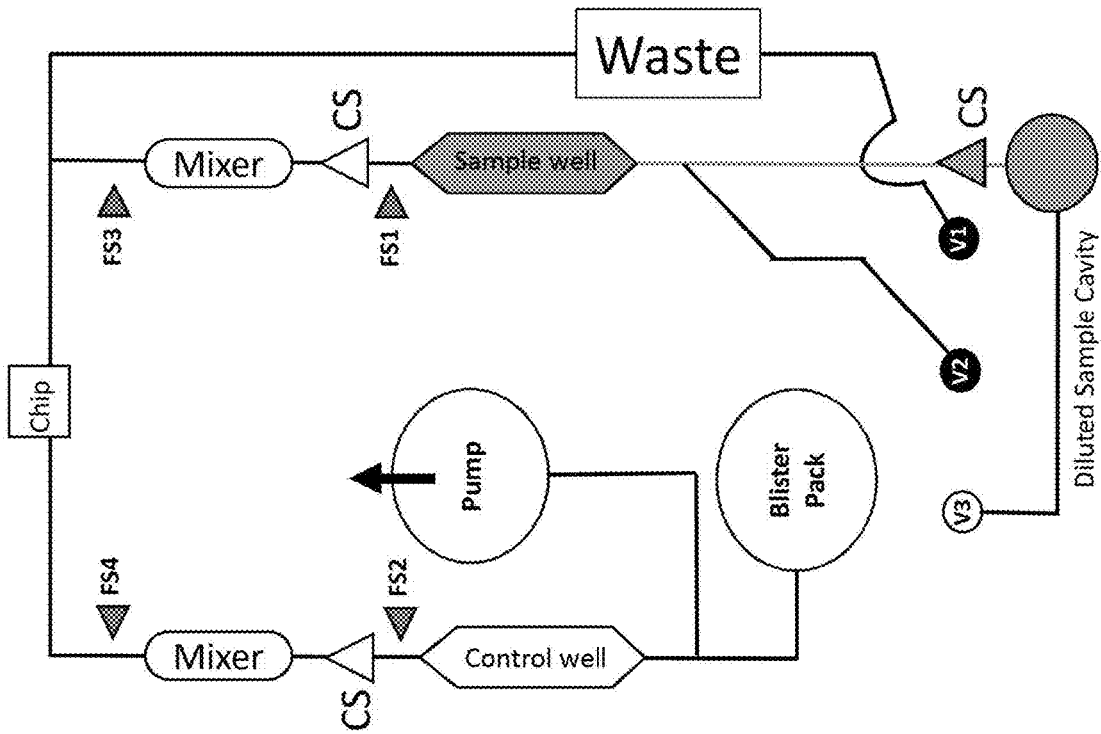 Waste
CS
Mixer
Sample well
CS
FS3
FS1
V1
Chip
V2
Diluted Sample Cavity
Pump
Blister
Pack
V3
FS4
FS2
Mixer
Control well
CS